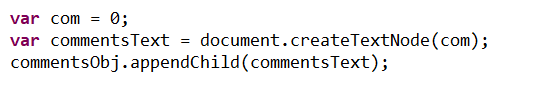 var com = 0;
var commentsText = document.createTextNode(com);
commentsObj.appendChild(commentsText);